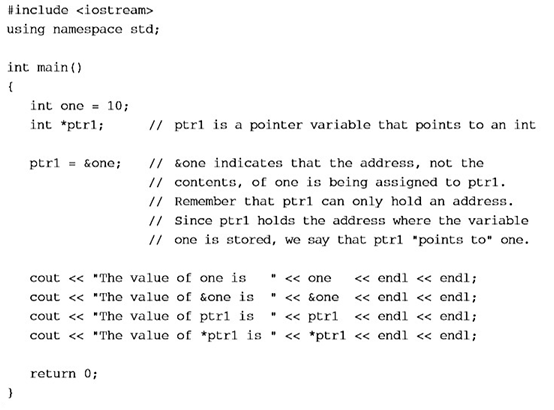 #include <iostream>
using namespace std;
int main()
{
int one = 10;
int *ptr1; // ptr1 is a pointer variable that points to an int
ptr1 = &one; // &one indicates that the address, not the
// contents, of one is being assigned to ptr1.
// Remember that ptr1 can only hold an address.
// Since ptr1 holds the address where the variable
// one is stored, we say that ptr1 "points to" one.
cout << "The value of one is " << one << endl << endl;
cout << "The value of &one is " << &one << endl << endl;
cout << "The value of ptr1 is " << ptr1 << endl << endl;
cout << "The value of *ptr1 is " << *ptr1 << endl << endl;
return 0;
}